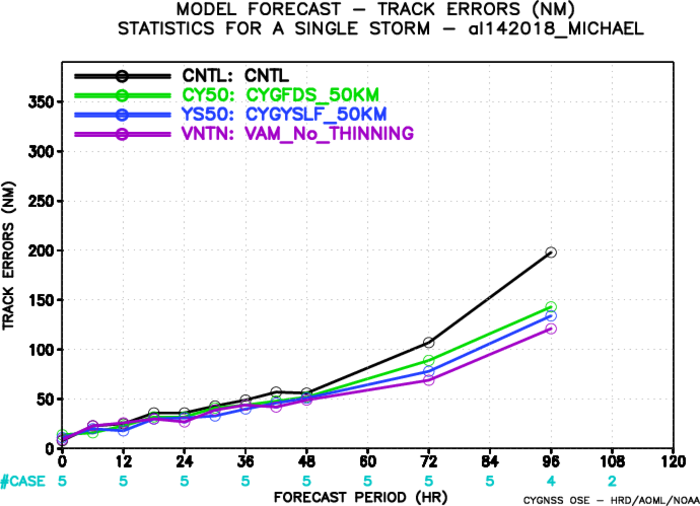 MODEL FORECAST – TRACK ERRORS (NM)
STATISTICS FOR A SINGLE STORM – al142018_MICHAEL
CNTL: CNTL
CY50: CYGFDS_50KM
YS50: CYGYSLF_50KM
VNTN: VAM_No_THINNING
TRACK ERRORS (NM)
350
300
250
200
150
100
50
0
0 12 24 36 48 60 72 84 96 108 120
#CASE 5 5 5 5 5 5 5 5 4 2
FORECAST PERIOD (HR)
CYGNSS OSE – HRD/AOML/NOAA